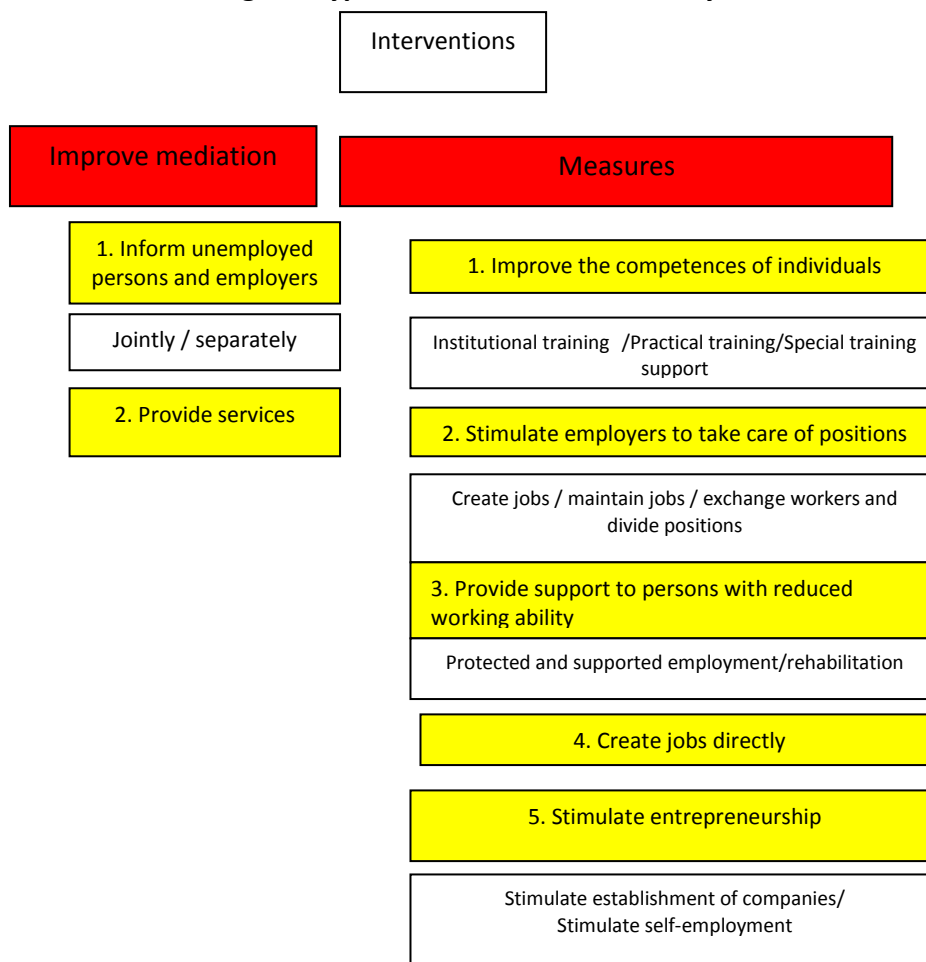 Interventions
Improve mediation
Measures
1. Inform unemployed
persons and employers
Jointly / separately
2. Provide services
1. Improve the competences of individuals
Institutional training /Practical training/Special training
support
2. Stimulate employers to take care of positions
Create jobs / maintain jobs / exchange workers and
divide positions
3. Provide support to persons with reduced
working ability
Protected and supported employment/rehabilitation
4. Create jobs directly
5. Stimulate entrepreneurship
Stimulate establishment of companies/
Stimulate self-employment